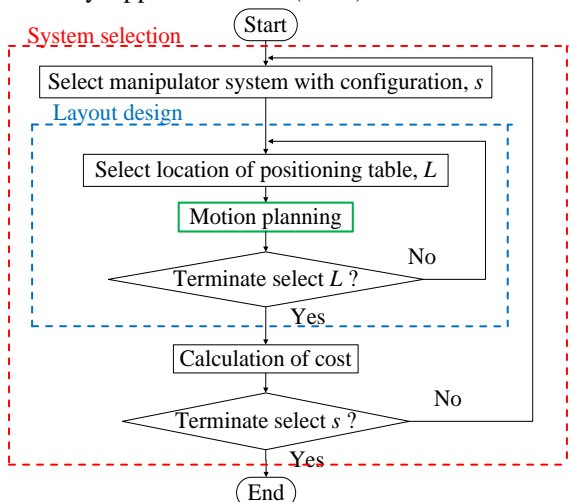 Start
System selection
Select manipulator system with configuration, s
Layout design
Select location of positioning table, L
Motion planning
No
Terminate select L ?
Yes
Calculation of cost
No
Terminate select s ?
Yes
End